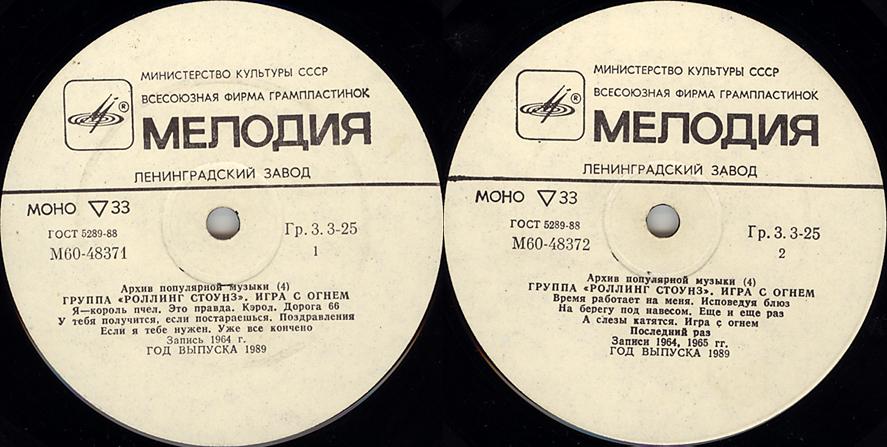 МИНИСТЕРСТВО КУЛЬТУРЫ СССР
ВСЕСОЮЗНАЯ ФИРМА ГРАМПЛАСТИНОК
®
МЕЛОДИЯ
ЛЕНИНГРАДСКИЙ ЗАВОД
МОНО ▽ 33
ГОСТ 5289-88
М60-48371
Гр. 3. 3-25
1
Архив популярной музыки (4)
ГРУППА «РОЛЛИНГ СТОУНЗ». ИГРА С ОГНЕМ
Я—король пчел. Это правда. Кэрол. Дорога 66
У тебя получится, если постараешься. Поздравления
Если я тебе нужен. Уже все кончено
Запись 1964 г.
ГОД ВЫПУСКА 1989
МИНИСТЕРСТВО КУЛЬТУРЫ СССР
ВСЕСОЮЗНАЯ ФИРМА ГРАМПЛАСТИНОК
®
МЕЛОДИЯ
ЛЕНИНГРАДСКИЙ ЗАВОД
МОНО ▽ 33
ГОСТ 5289-88
М60-48372
Гр. 3. 3-25
2
Архив популярной музыки (4)
ГРУППА «РОЛЛИНГ СТОУНЗ». ИГРА С ОГНЕМ
Время работает на меня. Исповедуя блюз
На берегу под навесом. Еще и еще раз
А слезы катятся. Игра с огнем
Последний раз
Записи 1964, 1965 гг.
ГОД ВЫПУСКА 1989